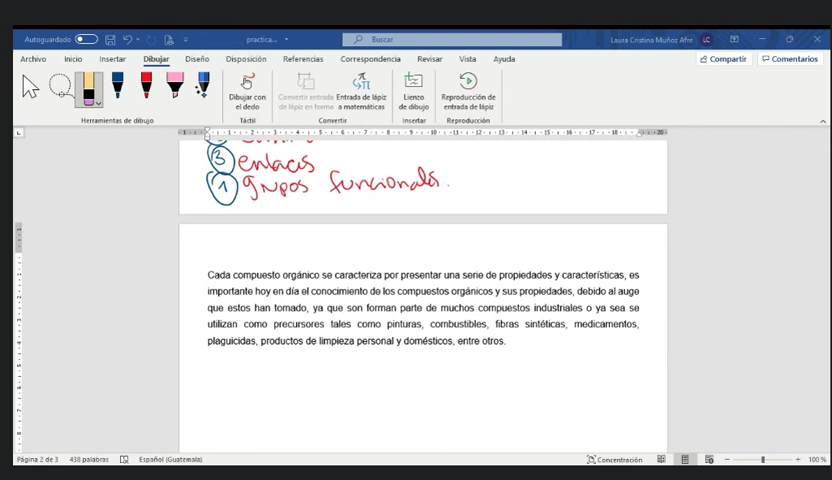 Autoguardado practica... Buscar Laura Cristina Muñoz Afre LC
Archivo Inicio Insertar Dibujar Diseño Disposición Referencias Correspondencia Revisar Vista Ayuda Compartir Comentarios
Dibujar con el dedo
Convertir entrada de lápiz en forma
Entrada de lápiz a matemáticas
Lienzo de dibujo
Reproducción de entrada de lápiz
Herramientas de dibujo Táctil Convertir Insertar Reproducción
3 enlaces
1 grupos funcionales.
Cada compuesto orgánico se caracteriza por presentar una serie de propiedades y características, es
importante hoy en día el conocimiento de los compuestos orgánicos y sus propiedades, debido al auge
que estos han tomado, ya que son forman parte de muchos compuestos industriales o ya sea se
utilizan como precursores tales como pinturas, combustibles, fibras sintéticas, medicamentos,
plaguicidas, productos de limpieza personal y domésticos, entre otros.
Página 2 de 3 438 palabras Español (Guatemala) Concentración 100 %